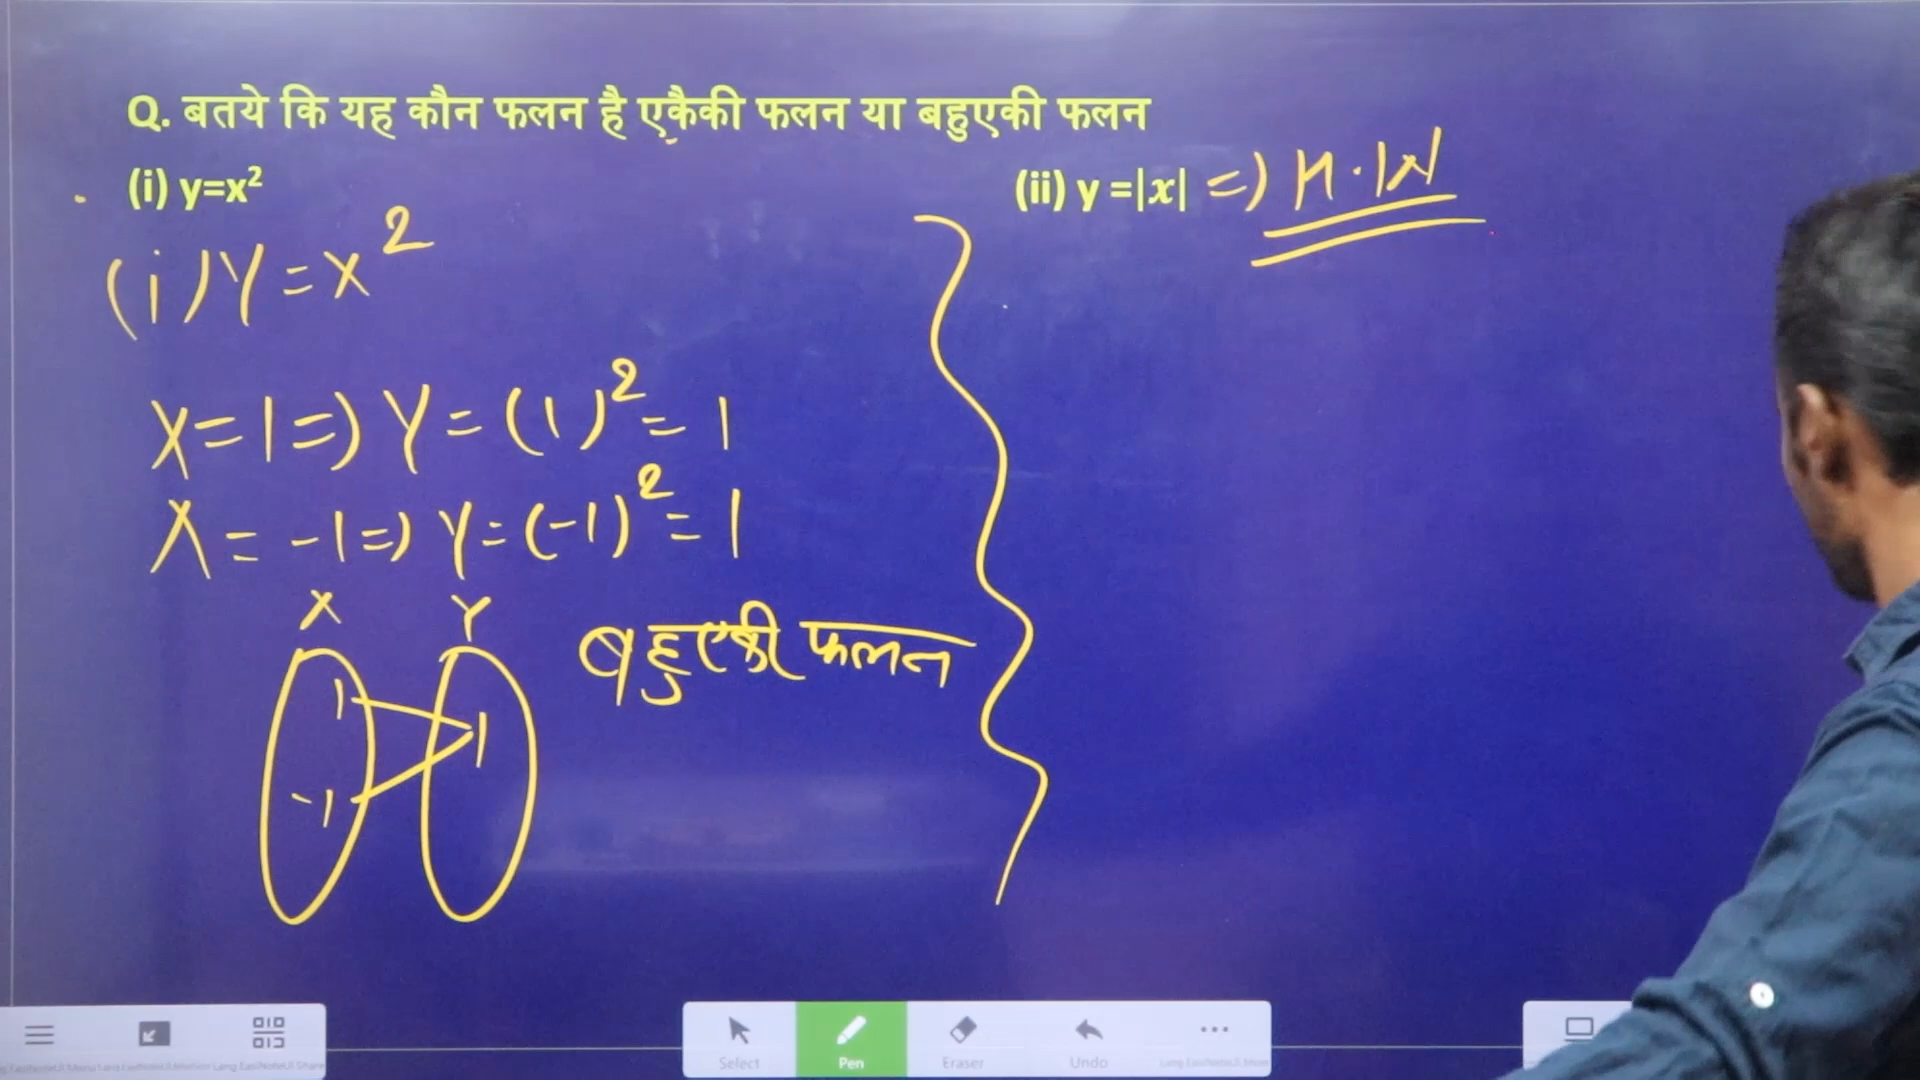 Q. बतये कि यह कौन फलन है एकैकी फलन या बहुएकी फलन
(i) y=x²
(ii) y =|x| => H.W
(i) Y = x²
X = 1 => Y = (1)² = 1
X = -1 => Y = (-1)² = 1
X Y
बहुएकी फलन
1
1
-1
Select
Pen
Eraser
Undo